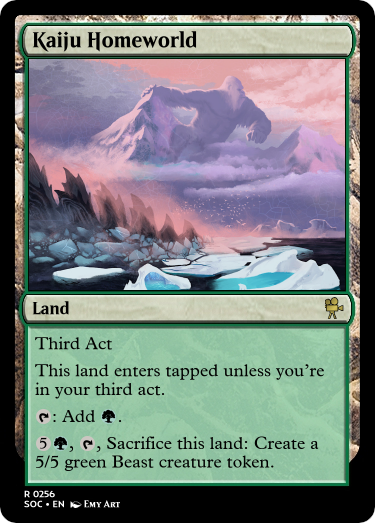 Kaiju Homeworld
Land
Third Act
This land enters tapped unless you're
in your third act.
: Add .
5 , , Sacrifice this land: Create a
5/5 green Beast creature token.
R 0256
SOC • EN Emy Art